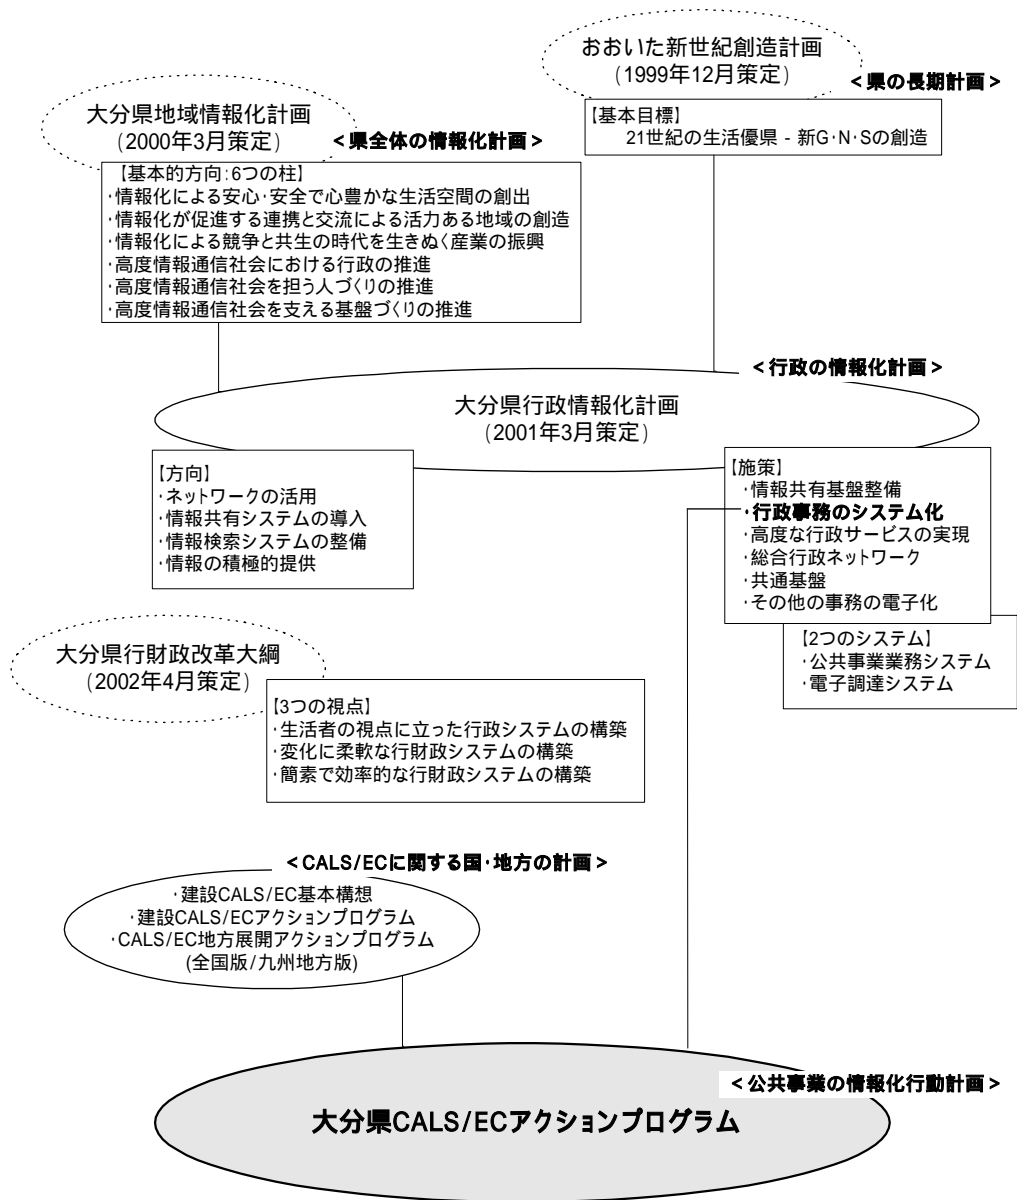 おおいた新世紀創造計画
(1999年12月策定)
<県の長期計画>
【基本目標】
21世紀の生活優県 - 新G・N・Sの創造
大分県地域情報化計画
(2000年3月策定)
<県全体の情報化計画>
【基本的方向:6つの柱】
・情報化による安心・安全で心豊かな生活空間の創出
・情報化が促進する連携と交流による活力ある地域の創造
・情報化による競争と共生の時代を生きぬく産業の振興
・高度情報通信社会における行政の推進
・高度情報通信社会を担う人づくりの推進
・高度情報通信社会を支える基盤づくりの推進
<行政の情報化計画>
大分県行政情報化計画
(2001年3月策定)
【方向】
・ネットワークの活用
・情報共有システムの導入
・情報検索システムの整備
・情報の積極的提供
【施策】
・情報共有基盤整備
・行政事務のシステム化
・高度な行政サービスの実現
・総合行政ネットワーク
・共通基盤
・その他の事務の電子化
【2つのシステム】
・公共事業業務システム
・電子調達システム
大分県行財政改革大綱
(2002年4月策定)
【3つの視点】
・生活者の視点に立った行政システムの構築
・変化に柔軟な行財政システムの構築
・簡素で効率的な行財政システムの構築
<CALS/ECに関する国・地方の計画>
・建設CALS/EC基本構想
・建設CALS/ECアクションプログラム
・CALS/EC地方展開アクションプログラム
(全国版/九州地方版)
<公共事業の情報化行動計画>
大分県CALS/ECアクションプログラム